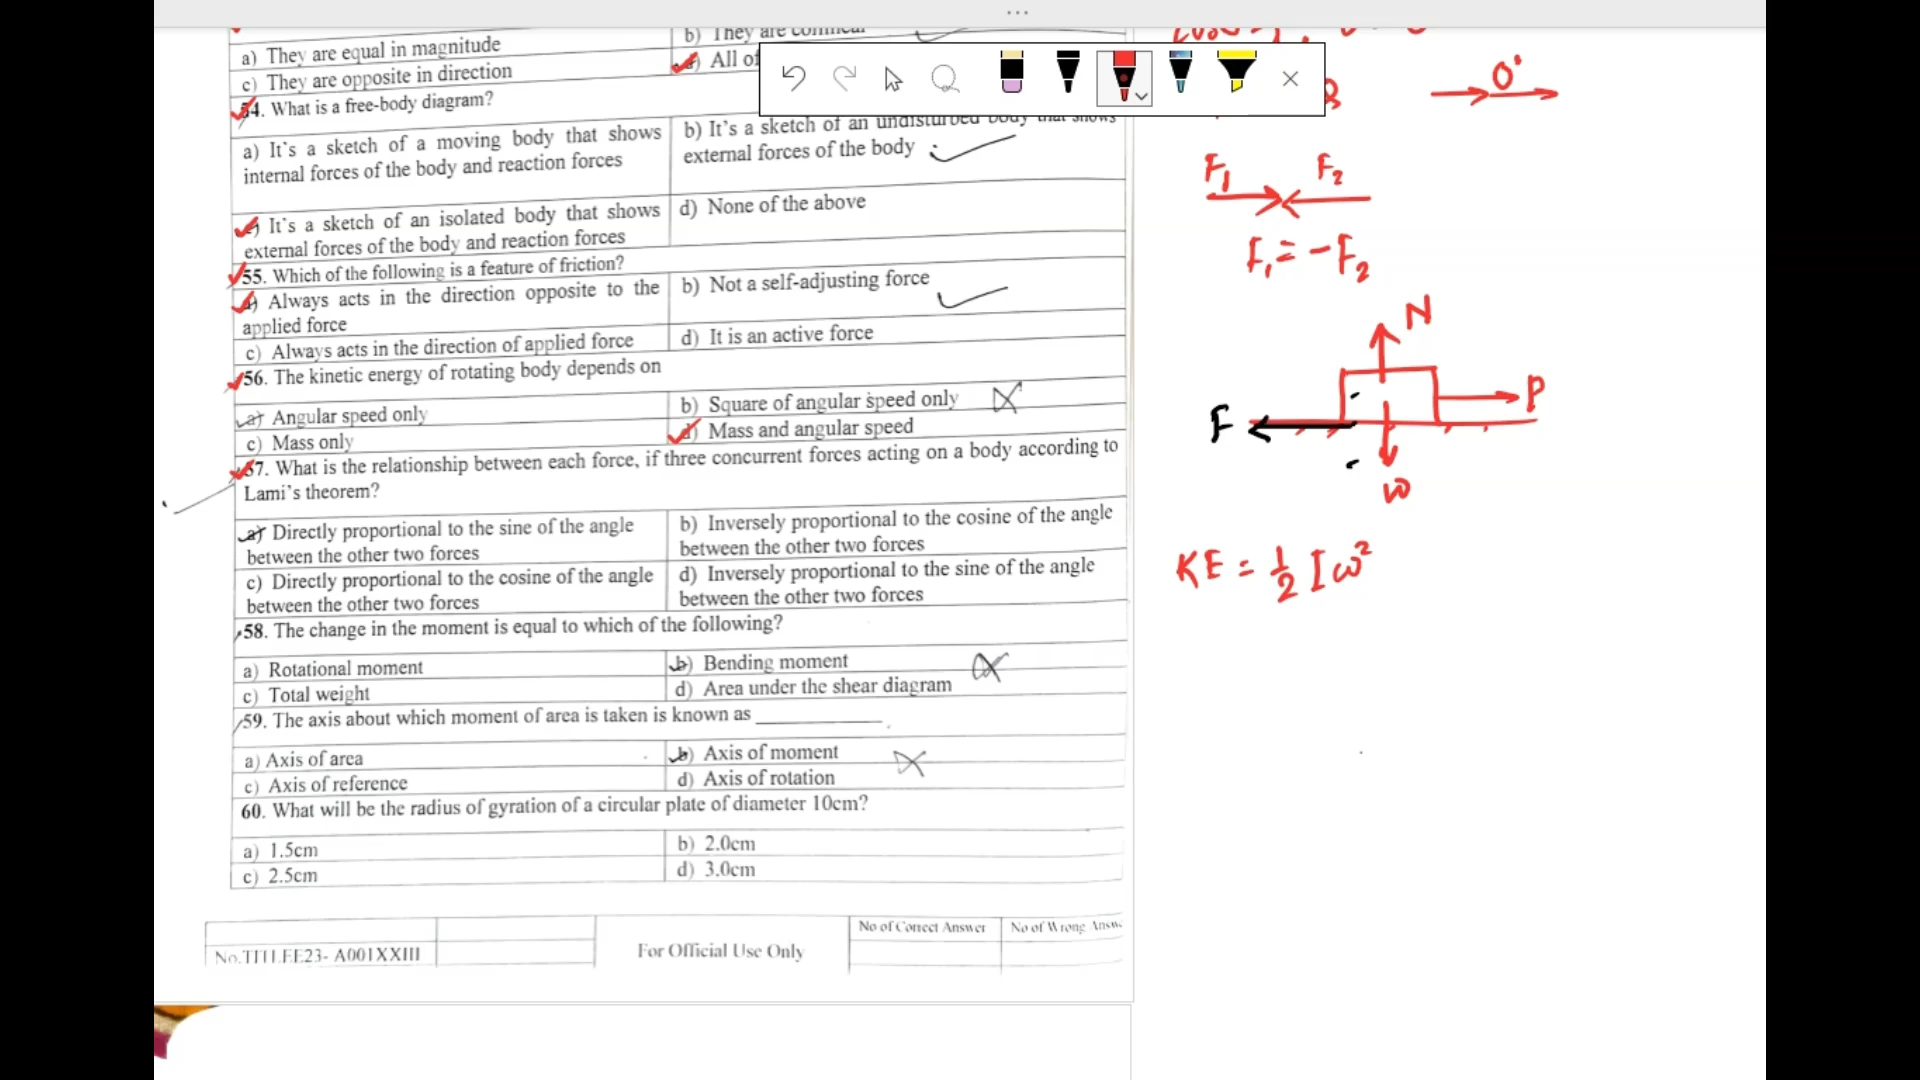 a) They are equal in magnitude
b) They are
c) They are opposite in direction
All of
54. What is a free-body diagram?
a) It's a sketch of a moving body that shows internal forces of the body and reaction forces
b) It's a sketch of an undisturbed body that shows external forces of the body
It's a sketch of an isolated body that shows external forces of the body and reaction forces
d) None of the above
55. Which of the following is a feature of friction?
a) Always acts in the direction opposite to the applied force
b) Not a self-adjusting force
c) Always acts in the direction of applied force
d) It is an active force
56. The kinetic energy of rotating body depends on
a) Angular speed only
b) Square of angular speed only
c) Mass only
d) Mass and angular speed
57. What is the relationship between each force, if three concurrent forces acting on a body according to
Lami's theorem?
a) Directly proportional to the sine of the angle between the other two forces
b) Inversely proportional to the cosine of the angle between the other two forces
c) Directly proportional to the cosine of the angle between the other two forces
d) Inversely proportional to the sine of the angle between the other two forces
58. The change in the moment is equal to which of the following?
a) Rotational moment
b) Bending moment
c) Total weight
d) Area under the shear diagram
59. The axis about which moment of area is taken is known as ____________
a) Axis of area
b) Axis of moment
c) Axis of reference
d) Axis of rotation
60. What will be the radius of gyration of a circular plate of diameter 10cm?
a) 1.5cm
b) 2.0cm
c) 2.5cm
d) 3.0cm
For Official Use Only
No of Correct Answer
No of Wrong
0°
F₁ F₂
F₁ = -F₂
N
P
F
W
KE = 1/2 Iω²